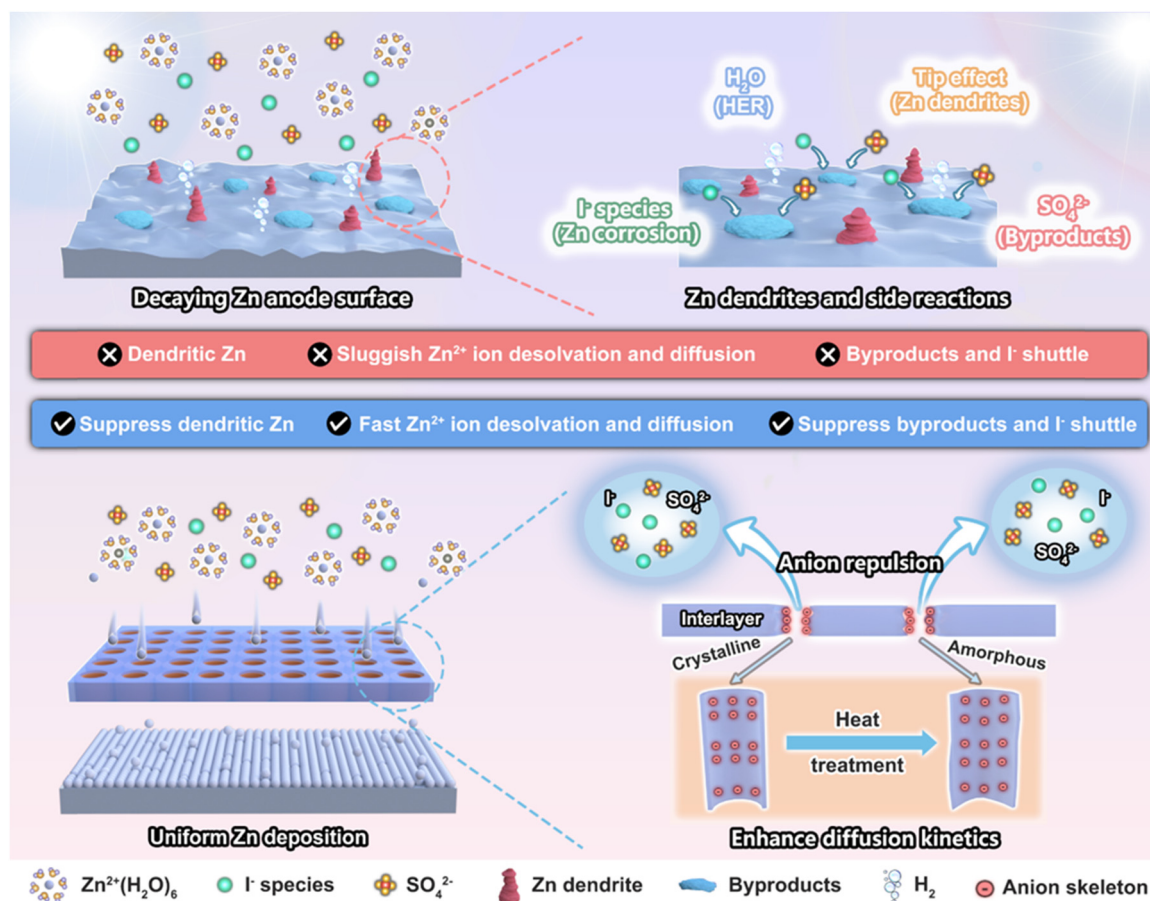 H₂O
(HER)
Tip effect
(Zn dendrites)
I⁻ species
(Zn corrosion)
SO₄²⁻
(Byproducts)
Decaying Zn anode surface
Zn dendrites and side reactions
Dendritic Zn
Sluggish Zn²⁺ ion desolvation and diffusion
Byproducts and I⁻ shuttle
Suppress dendritic Zn
Fast Zn²⁺ ion desolvation and diffusion
Suppress byproducts and I⁻ shuttle
I⁻
SO₄²⁻
I⁻
SO₄²⁻
Anion repulsion
Interlayer
Crystalline
Amorphous
Heat
treatment
Uniform Zn deposition
Enhance diffusion kinetics
Zn²⁺(H₂O)₆
I⁻ species
SO₄²⁻
Zn dendrite
Byproducts
H₂
Anion skeleton